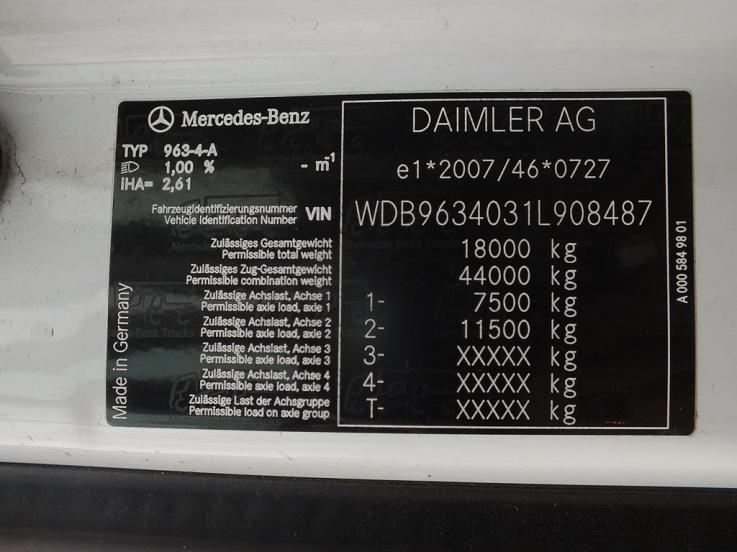 Mercedes-Benz
TYP 963-4-A
1,00 % - m⁻¹
iHA= 2,61
Fahrzeugidentifizierungsnummer
Vehicle Identification Number VIN
Zulässiges Gesamtgewicht
Permissible total weight
Zulässiges Zug-Gesamtgewicht
Permissible combination weight
Zulässige Achslast, Achse 1
Permissible axle load, axle 1
Zulässige Achslast, Achse 2
Permissible axle load, axle 2
Zulässige Achslast, Achse 3
Permissible axle load, axle 3
Zulässige Achslast, Achse 4
Permissible axle load, axle 4
Zulässige Last der Achsgruppe
Permissible load on axle group
Made in Germany
DAIMLER AG
e1*2007/46*0727
WDB9634031L908487
18000 kg
44000 kg
1- 7500 kg
2- 11500 kg
3- XXXXX kg
4- XXXXX kg
T- XXXXX kg
A 000 584 98 01